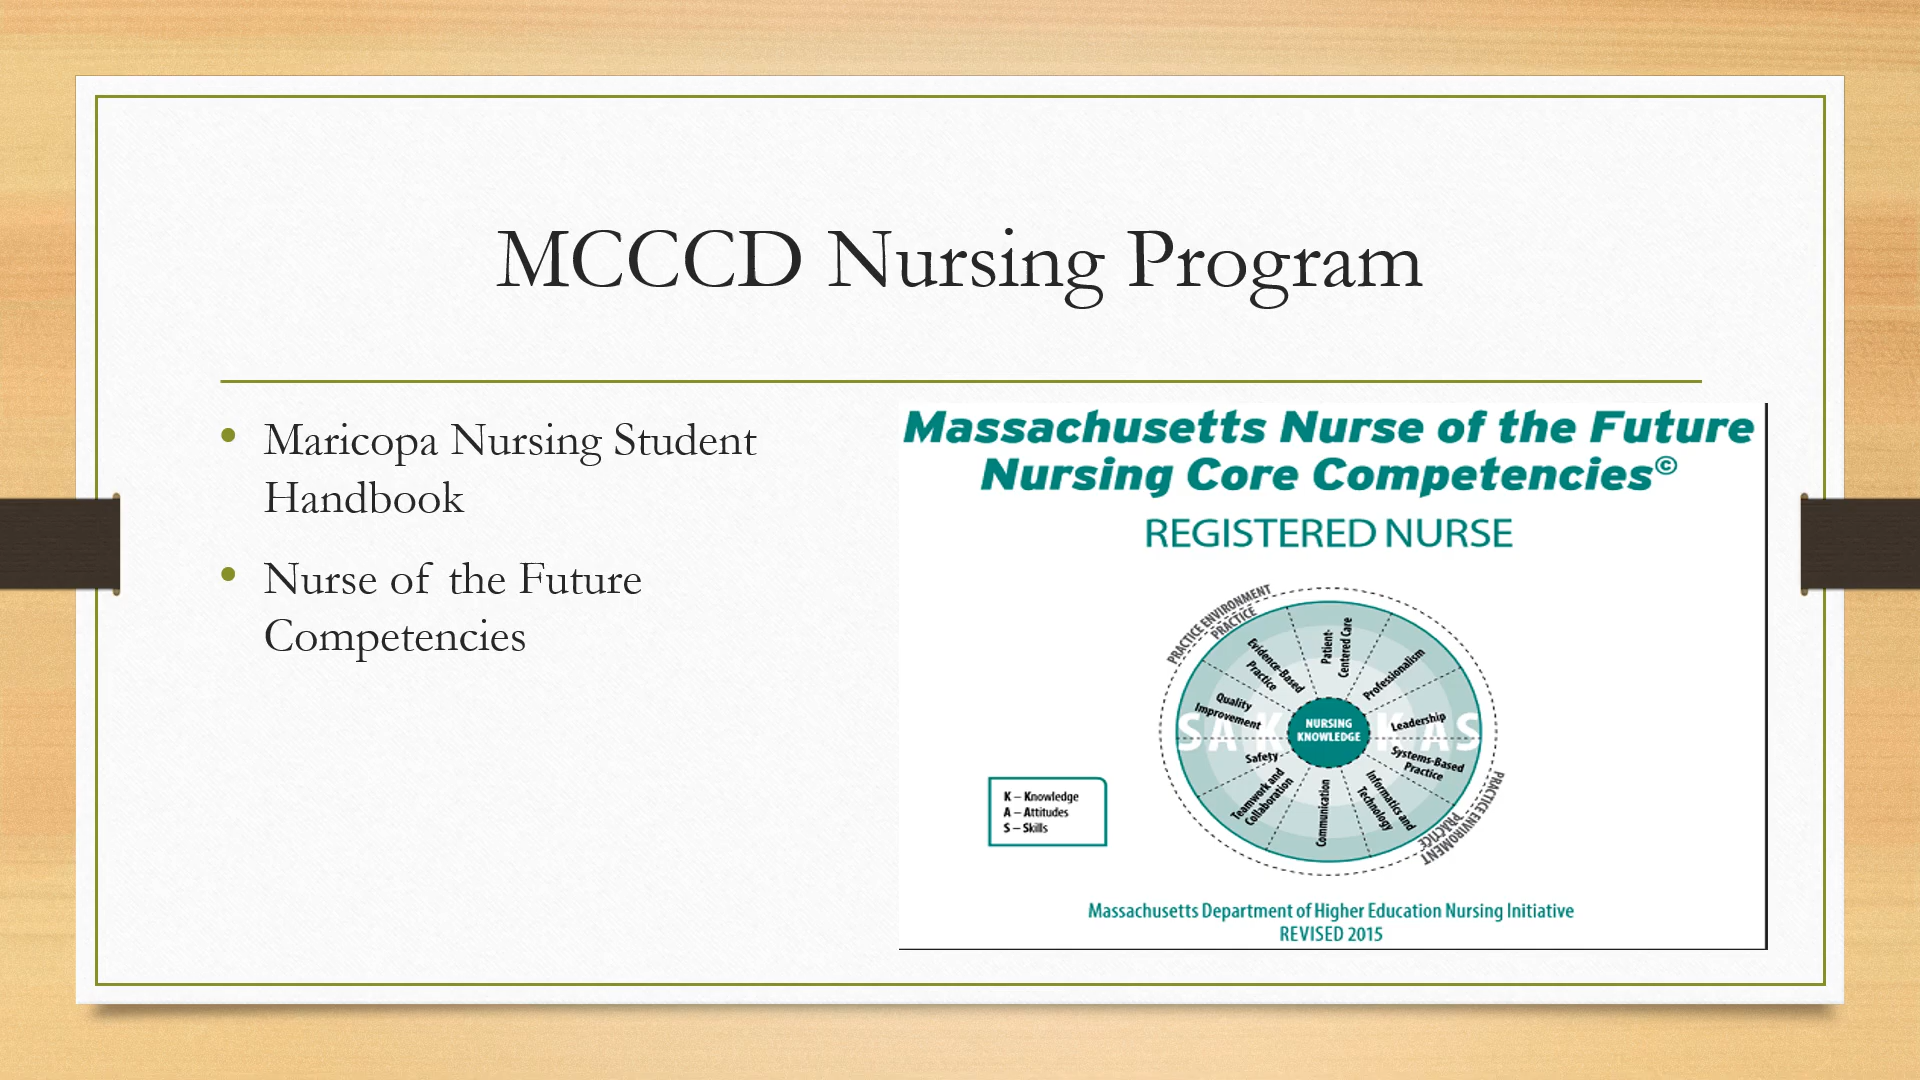 MCCCD Nursing Program
• Maricopa Nursing Student
Handbook
• Nurse of the Future
Competencies
Massachusetts Nurse of the Future
Nursing Core Competencies©
REGISTERED NURSE
PRACTICE ENVIRONMENT
PRACTICE
Patient-
Centered Care
Professionalism
Leadership
Systems-Based
Practice
Informatics and
Technology
Communication
Teamwork and
Collaboration
Safety
Quality
Improvement
Evidence-Based
Practice
S A K
NURSING
KNOWLEDGE
K A S
PRACTICE
PRACTICE ENVIROMENT
K – Knowledge
A – Attitudes
S – Skills
Massachusetts Department of Higher Education Nursing Initiative
REVISED 2015